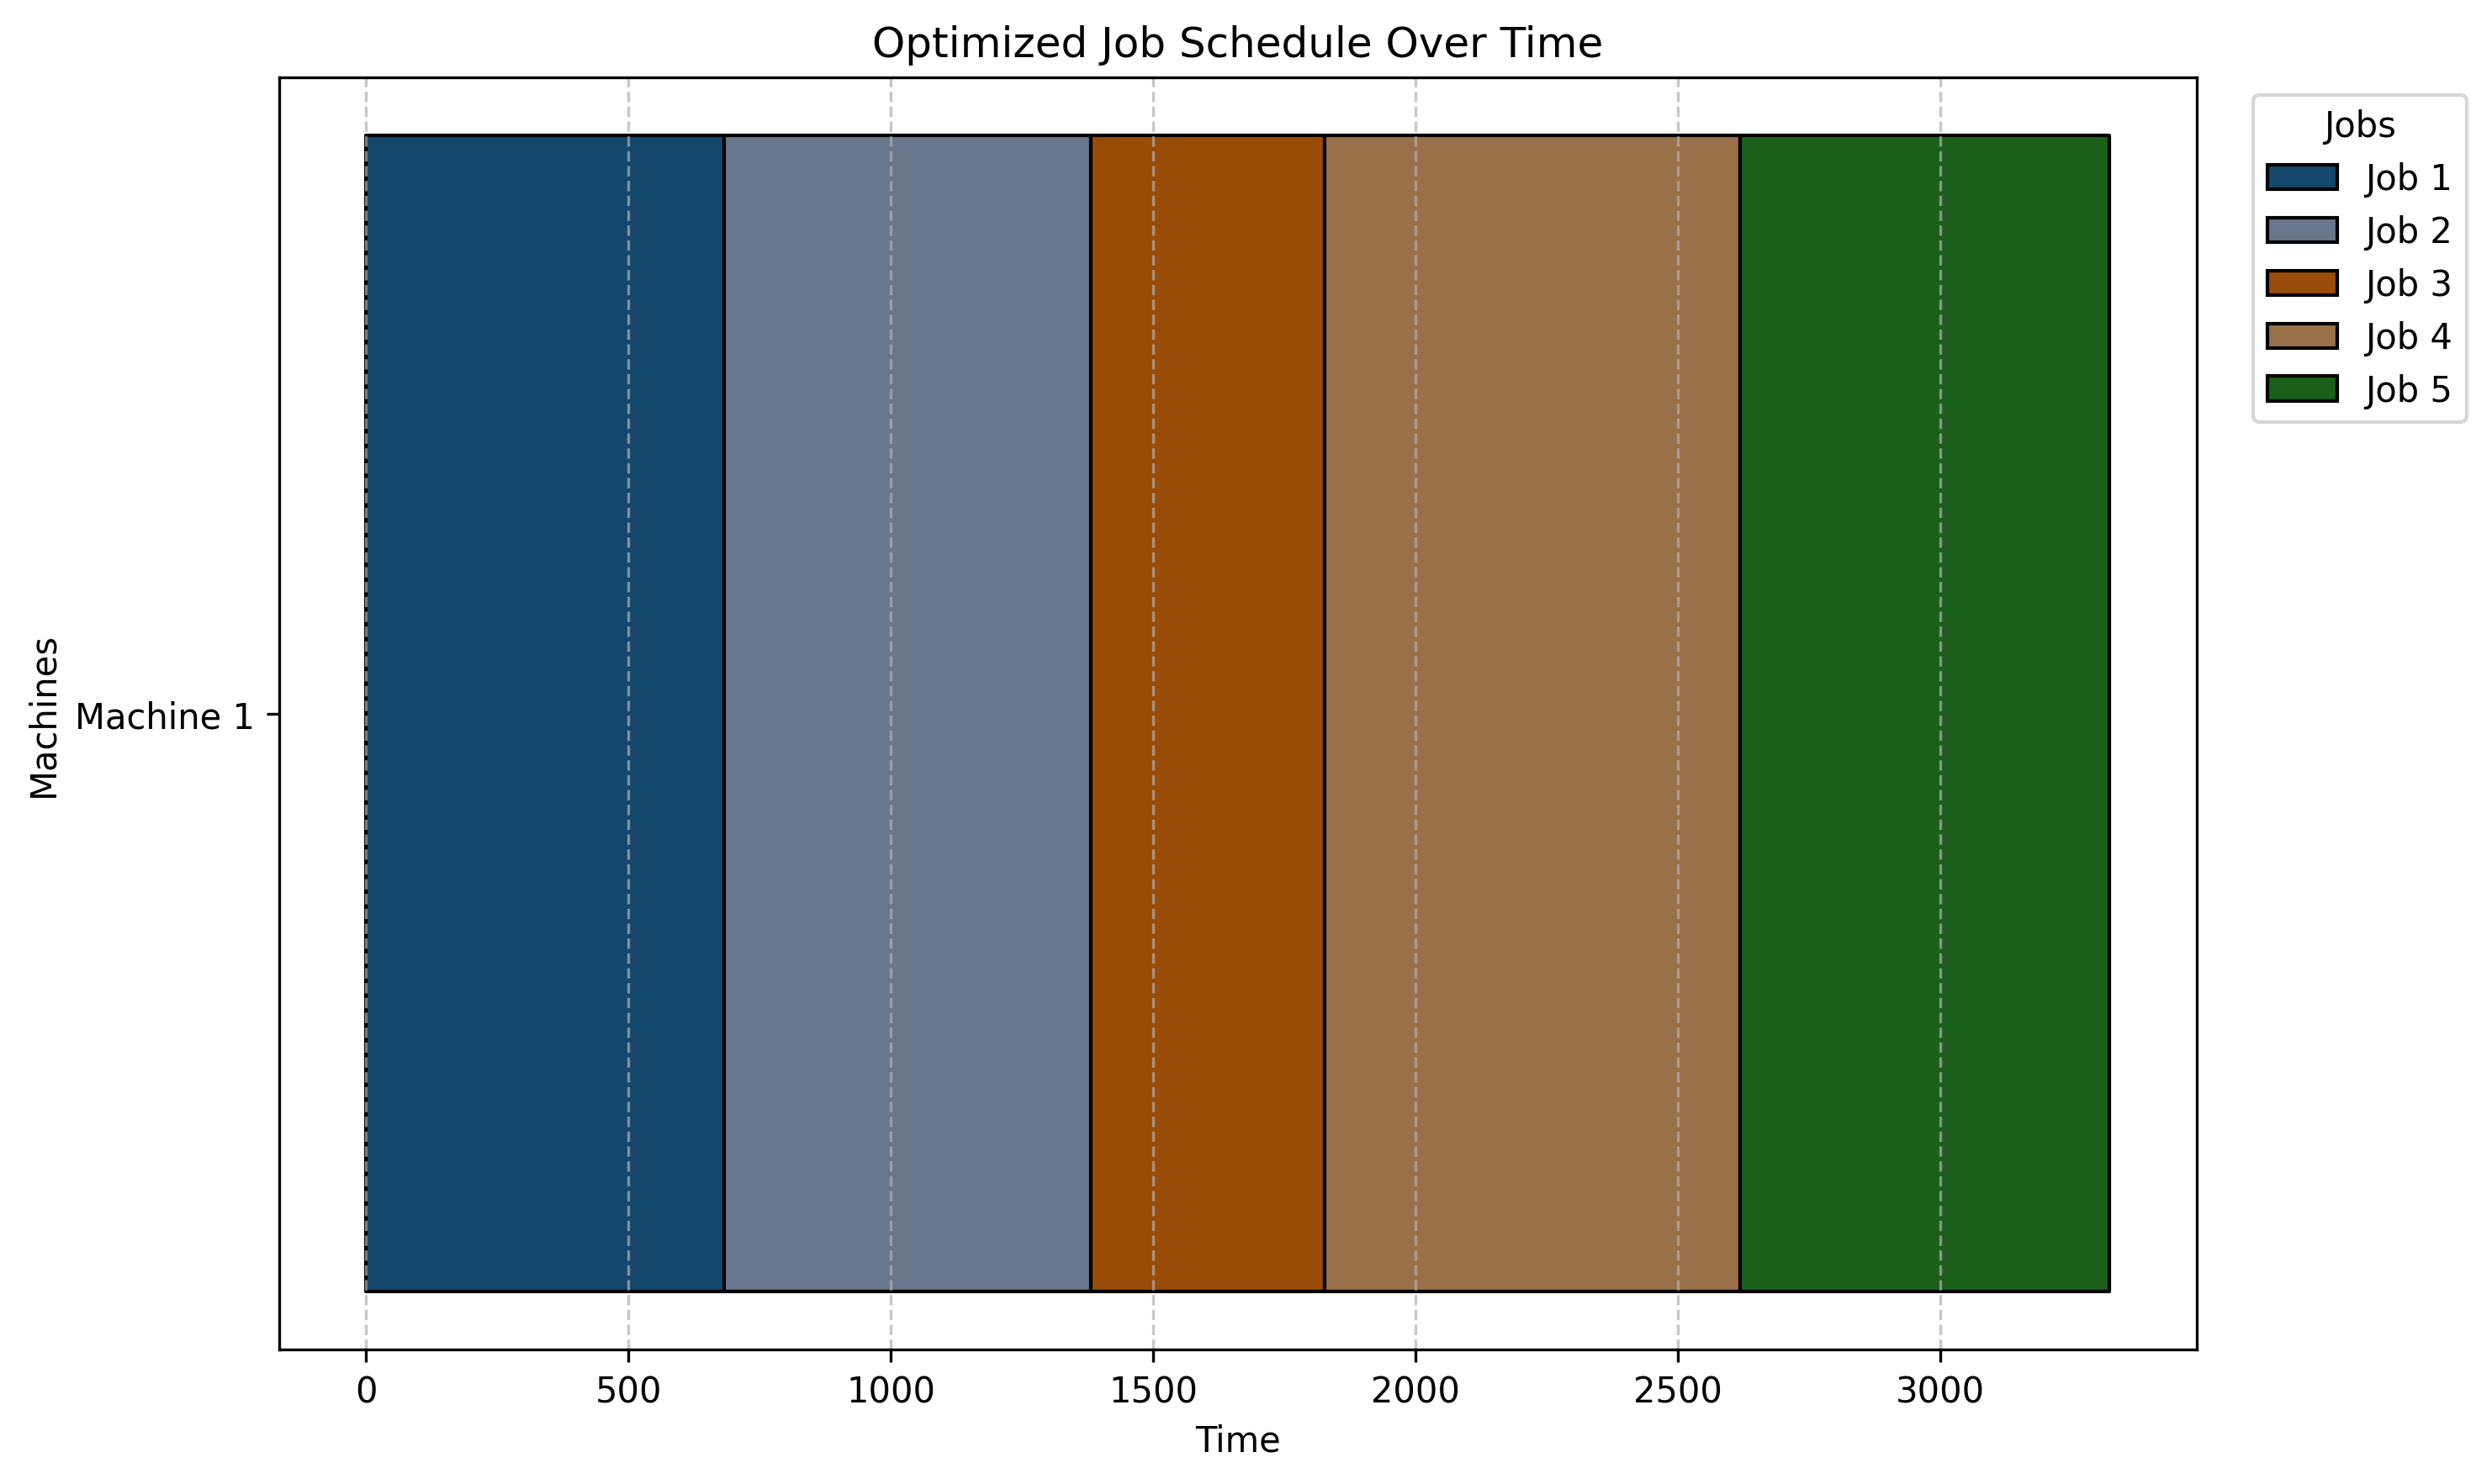 Optimized Job Schedule Over Time
Jobs
Job 1
Job 2
Job 3
Job 4
Job 5
Machines
Machine 1
0 500 1000 1500 2000 2500 3000
Time